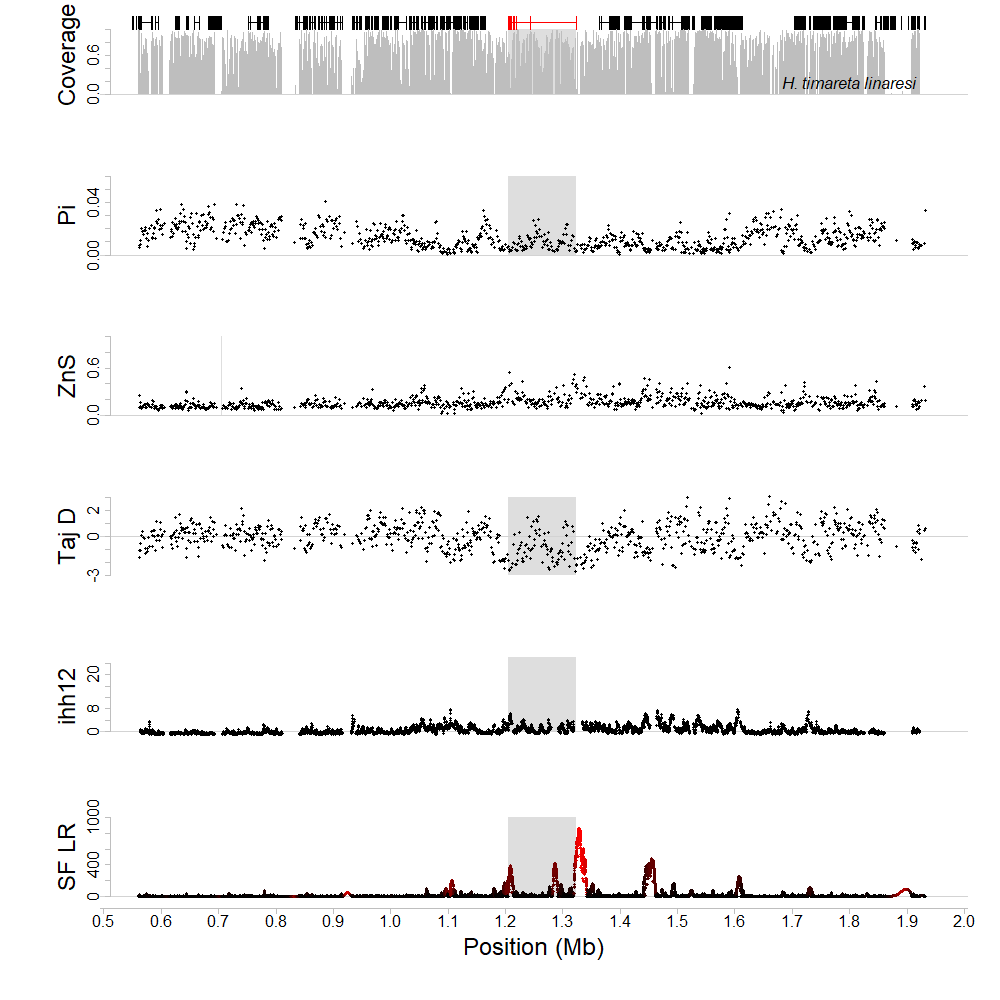 Coverage
0.0 0.6
H. timareta linaresi
Pi
0.00 0.04
ZnS
0.0 0.6
Taj D
-3 0 2
ihh12
0 8 20
SF LR
0 400 1000
0.5 0.6 0.7 0.8 0.9 1.0 1.1 1.2 1.3 1.4 1.5 1.6 1.7 1.8 1.9 2.0
Position (Mb)